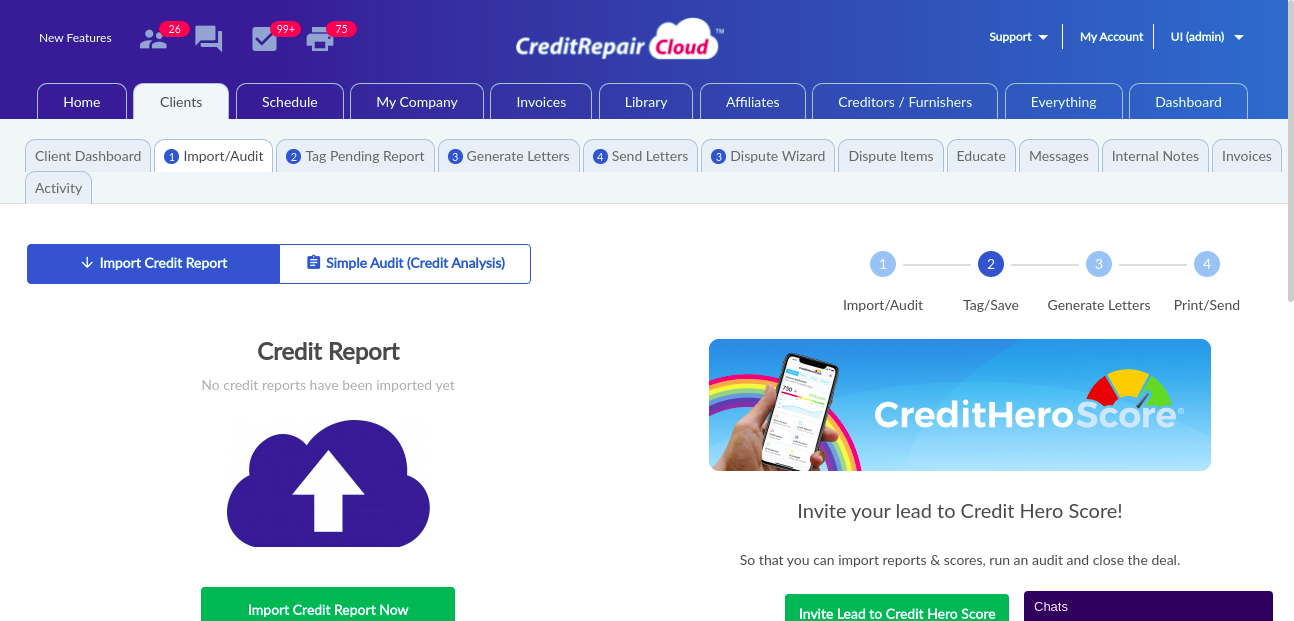 New Features
26
99+
75
CreditRepair Cloud™
Support
My Account
UI (admin)
Home
Clients
Schedule
My Company
Invoices
Library
Affiliates
Creditors / Furnishers
Everything
Dashboard
Client Dashboard
1 Import/Audit
2 Tag Pending Report
3 Generate Letters
4 Send Letters
3 Dispute Wizard
Dispute Items
Educate
Messages
Internal Notes
Invoices
Activity
Import Credit Report
Simple Audit (Credit Analysis)
1
2
3
4
Import/Audit
Tag/Save
Generate Letters
Print/Send
Credit Report
No credit reports have been imported yet
CreditHeroScore®
Invite your lead to Credit Hero Score!
So that you can import reports & scores, run an audit and close the deal.
Import Credit Report Now
Invite Lead to Credit Hero Score
Chats